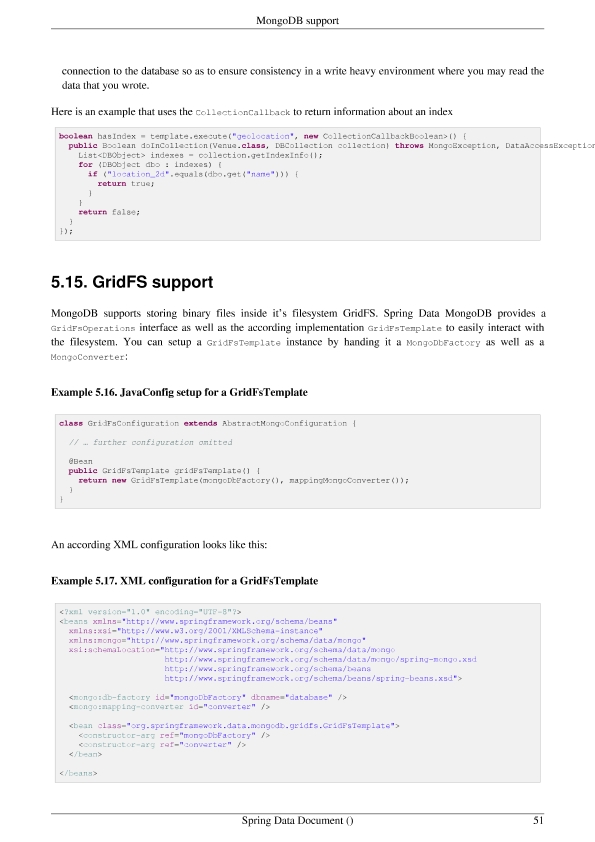 MongoDB support
connection to the database so as to ensure consistency in a write heavy environment where you may read the
data that you wrote.
Here is an example that uses the CollectionCallback to return information about an index
boolean hasIndex = template.execute("geolocation", new CollectionCallbackBoolean>() {
  public Boolean doInCollection(Venue.class, DBCollection collection) throws MongoException, DataAccessException
    List<DBObject> indexes = collection.getIndexInfo();
    for (DBObject dbo : indexes) {
      if ("location_2d".equals(dbo.get("name"))) {
        return true;
      }
    }
    return false;
  }
});
5.15. GridFS support
MongoDB supports storing binary files inside it's filesystem GridFS. Spring Data MongoDB provides a
GridFsOperations interface as well as the according implementation GridFsTemplate to easily interact with
the filesystem. You can setup a GridFsTemplate instance by handing it a MongoDbFactory as well as a
MongoConverter:
Example 5.16. JavaConfig setup for a GridFsTemplate
class GridFsConfiguration extends AbstractMongoConfiguration {
  // … further configuration omitted
  @Bean
  public GridFsTemplate gridFsTemplate() {
    return new GridFsTemplate(mongoDbFactory(), mappingMongoConverter());
  }
}
An according XML configuration looks like this:
Example 5.17. XML configuration for a GridFsTemplate
<?xml version="1.0" encoding="UTF-8"?>
<beans xmlns="http://www.springframework.org/schema/beans"
  xmlns:xsi="http://www.w3.org/2001/XMLSchema-instance"
  xmlns:mongo="http://www.springframework.org/schema/data/mongo"
  xsi:schemaLocation="http://www.springframework.org/schema/data/mongo
                      http://www.springframework.org/schema/data/mongo/spring-mongo.xsd
                      http://www.springframework.org/schema/beans
                      http://www.springframework.org/schema/beans/spring-beans.xsd">
  <mongo:db-factory id="mongoDbFactory" dbname="database" />
  <mongo:mapping-converter id="converter" />
  <bean class="org.springframework.data.mongodb.gridfs.GridFsTemplate">
    <constructor-arg ref="mongoDbFactory" />
    <constructor-arg ref="converter" />
  </bean>
</beans>
Spring Data Document () 51